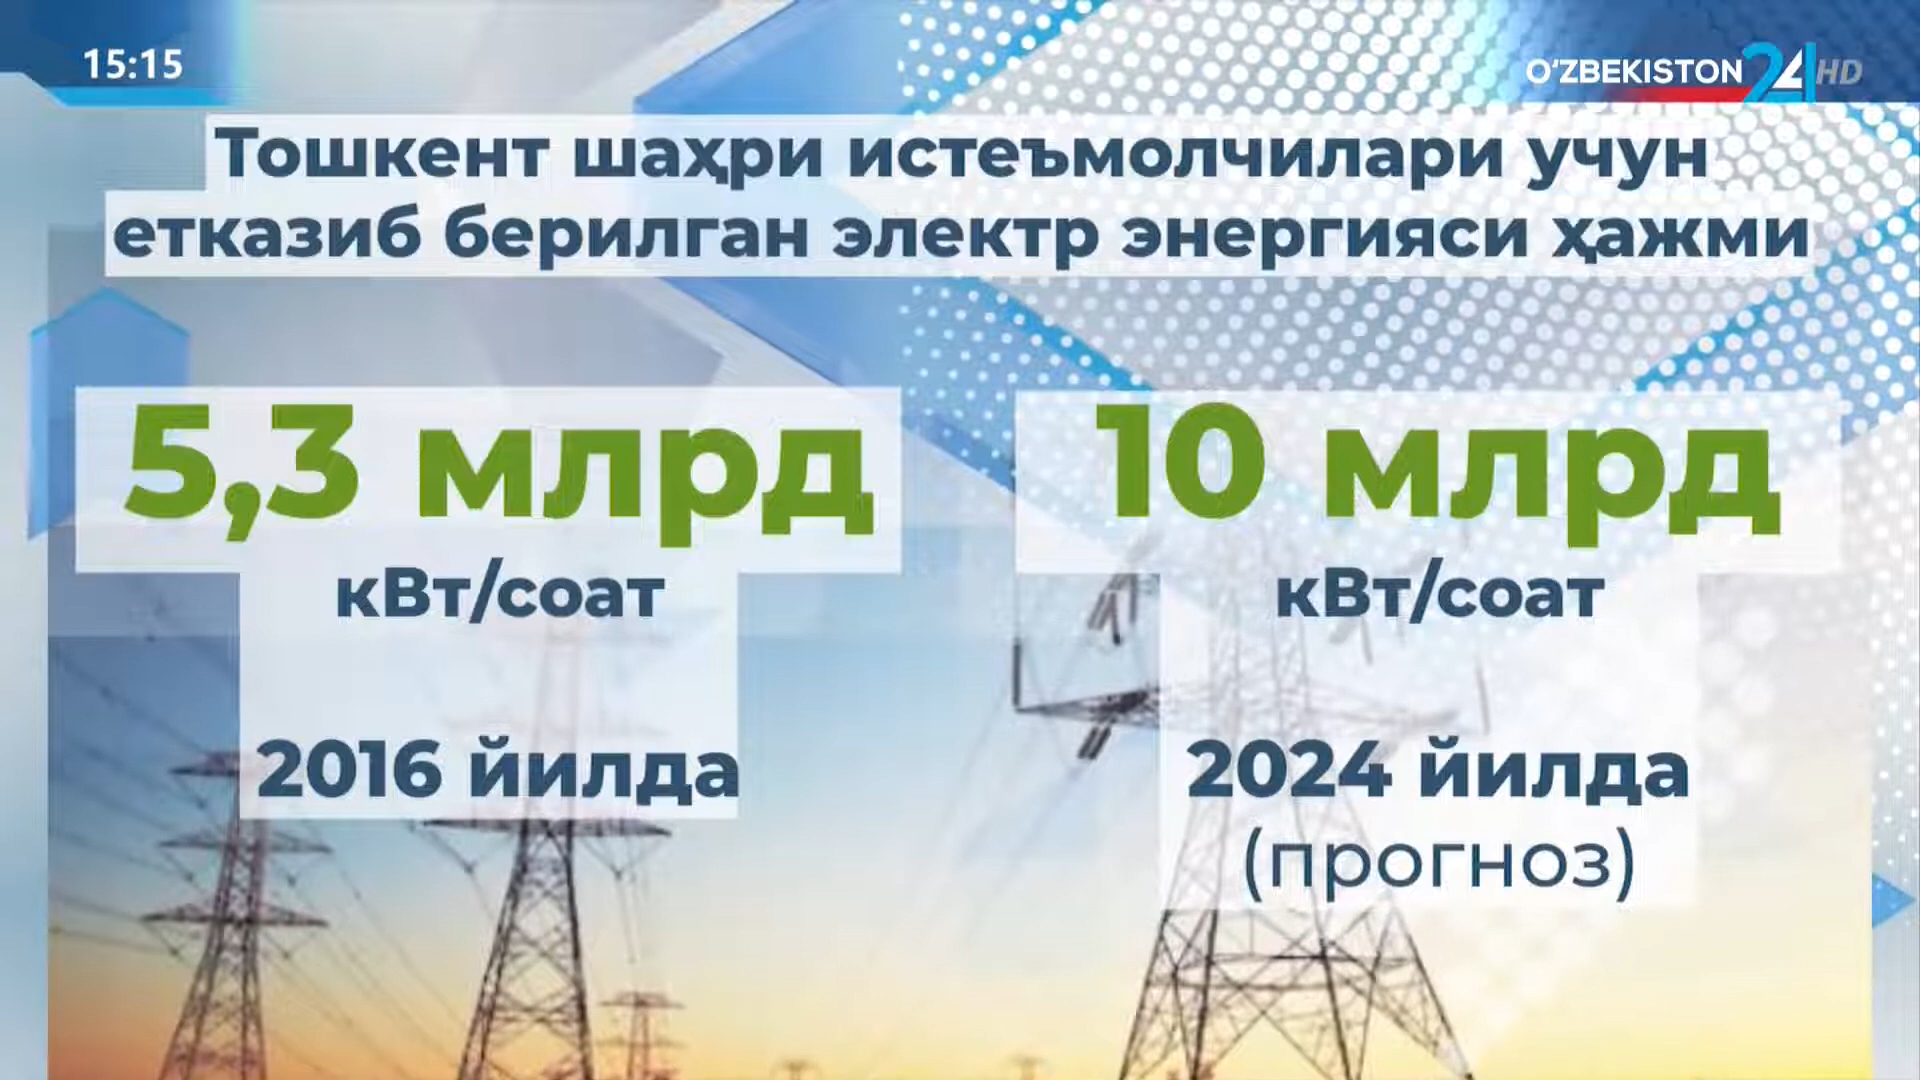 15:15
O‘ZBEKISTON 24 HD
Тошкент шаҳри истеъмолчилари учун
етказиб берилган электр энергияси ҳажми
5,3 млрд
кВт/соат
2016 йилда
10 млрд
кВт/соат
2024 йилда
(прогноз)